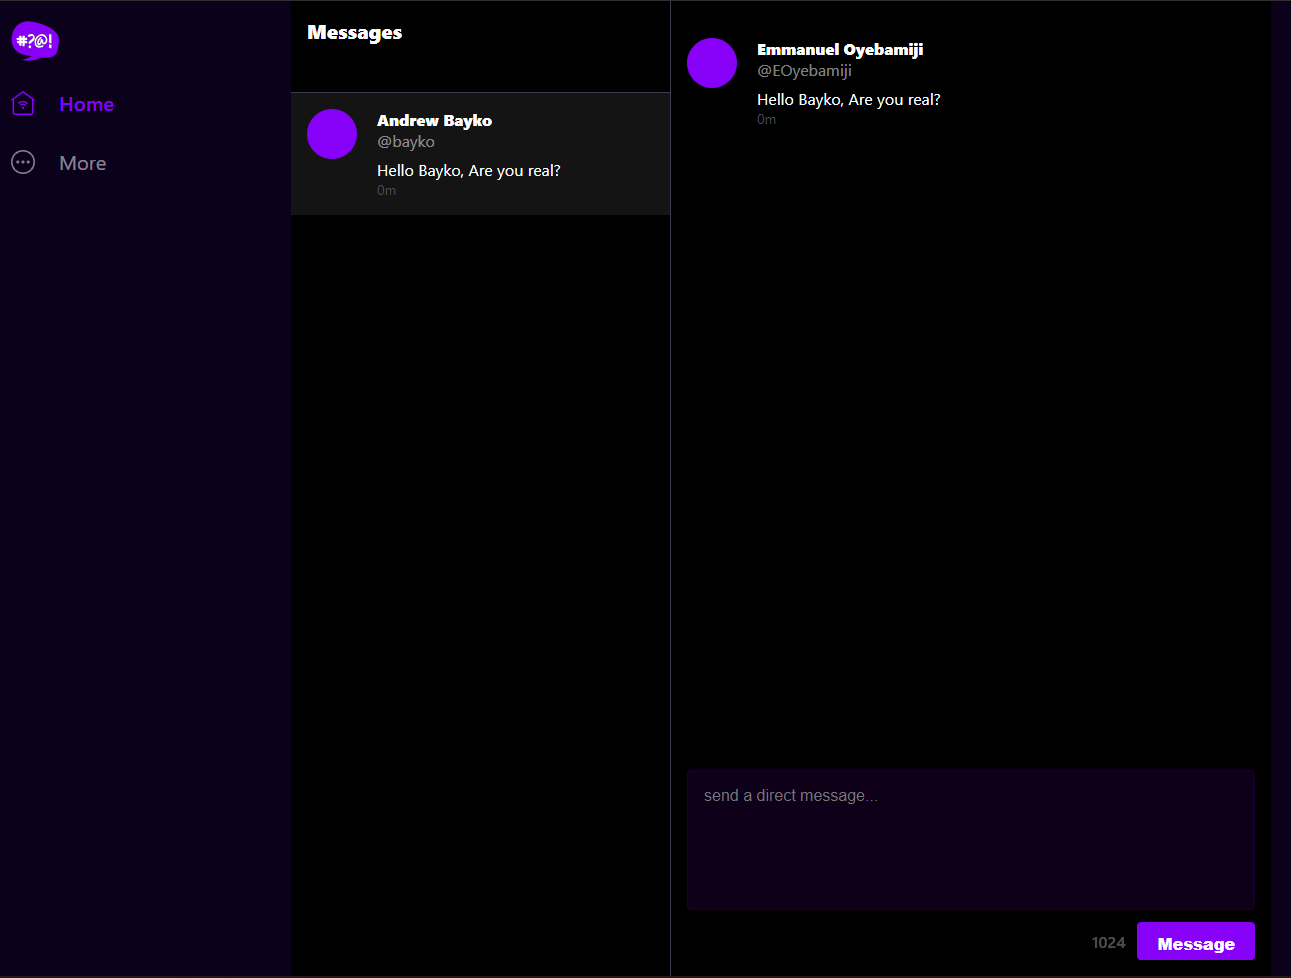 #?@!
Home
More
Messages
Andrew Bayko
@bayko
Hello Bayko, Are you real?
0m
Emmanuel Oyebamiji
@EOyebamiji
Hello Bayko, Are you real?
0m
send a direct message...
1024
Message